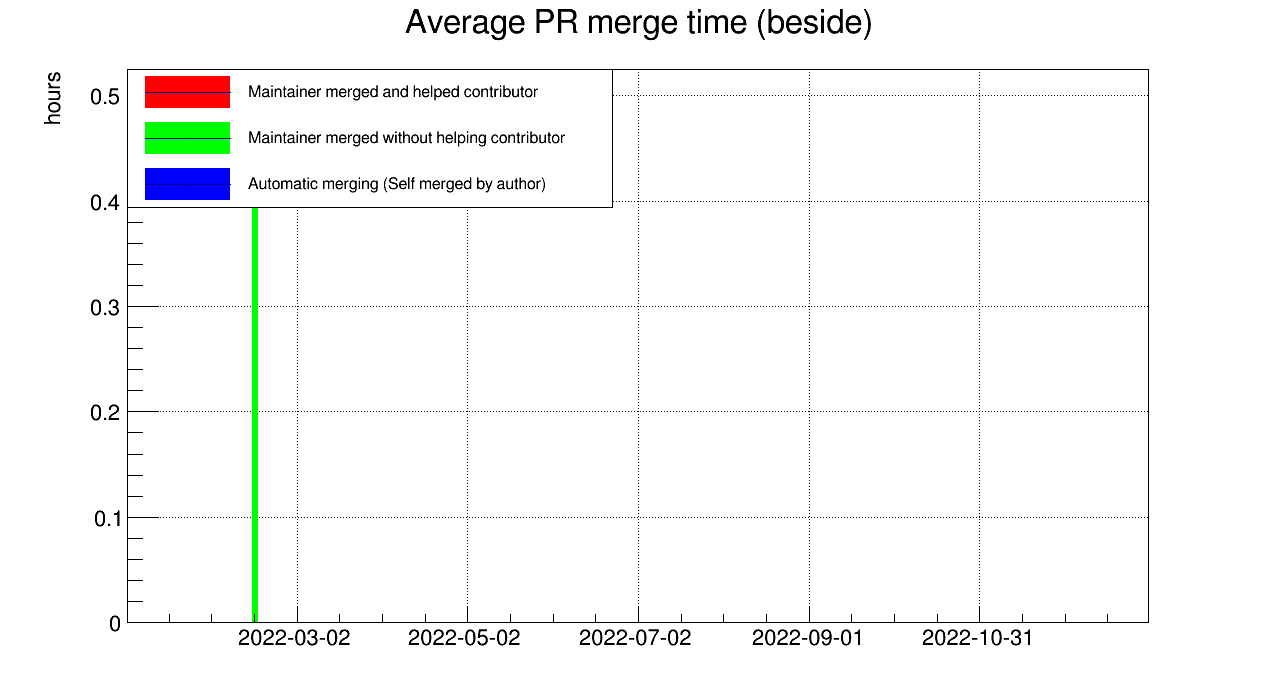 Average PR merge time (beside)
hours
Maintainer merged and helped contributor
Maintainer merged without helping contributor
Automatic merging (Self merged by author)
0.5
0.4
0.3
0.2
0.1
0
2022-03-02
2022-05-02
2022-07-02
2022-09-01
2022-10-31